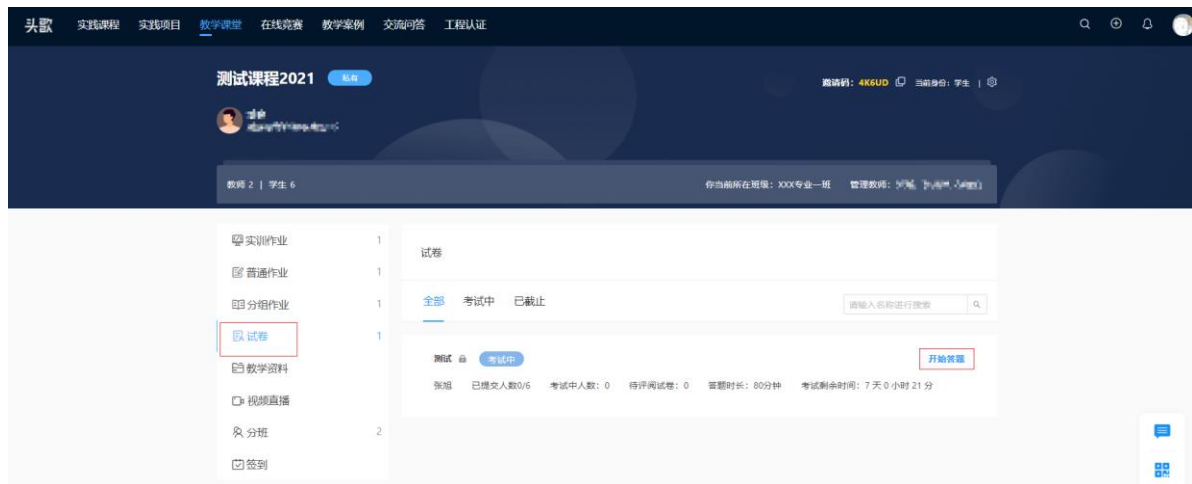 头歌 实践课程 实践项目 教学课堂 在线竞赛 教学案例 交流问答 工程认证
测试课程2021 私有
邀请码: 4K6UD 当前身份: 学生 |
教师 2 | 学生 6
你当前所在班级: XXX专业一班 管理教师:
实训作业 1
普通作业 1
分组作业 1
试卷 1
教学资料
视频直播
分班 2
签到
试卷
全部 考试中 已截止
请输入名称进行搜索
测试 考试中 开始答题
张旭 已提交人数0/6 考试中人数: 0 待评阅试卷: 0 答题时长: 80分钟 考试剩余时间: 7 天 0 小时 21 分